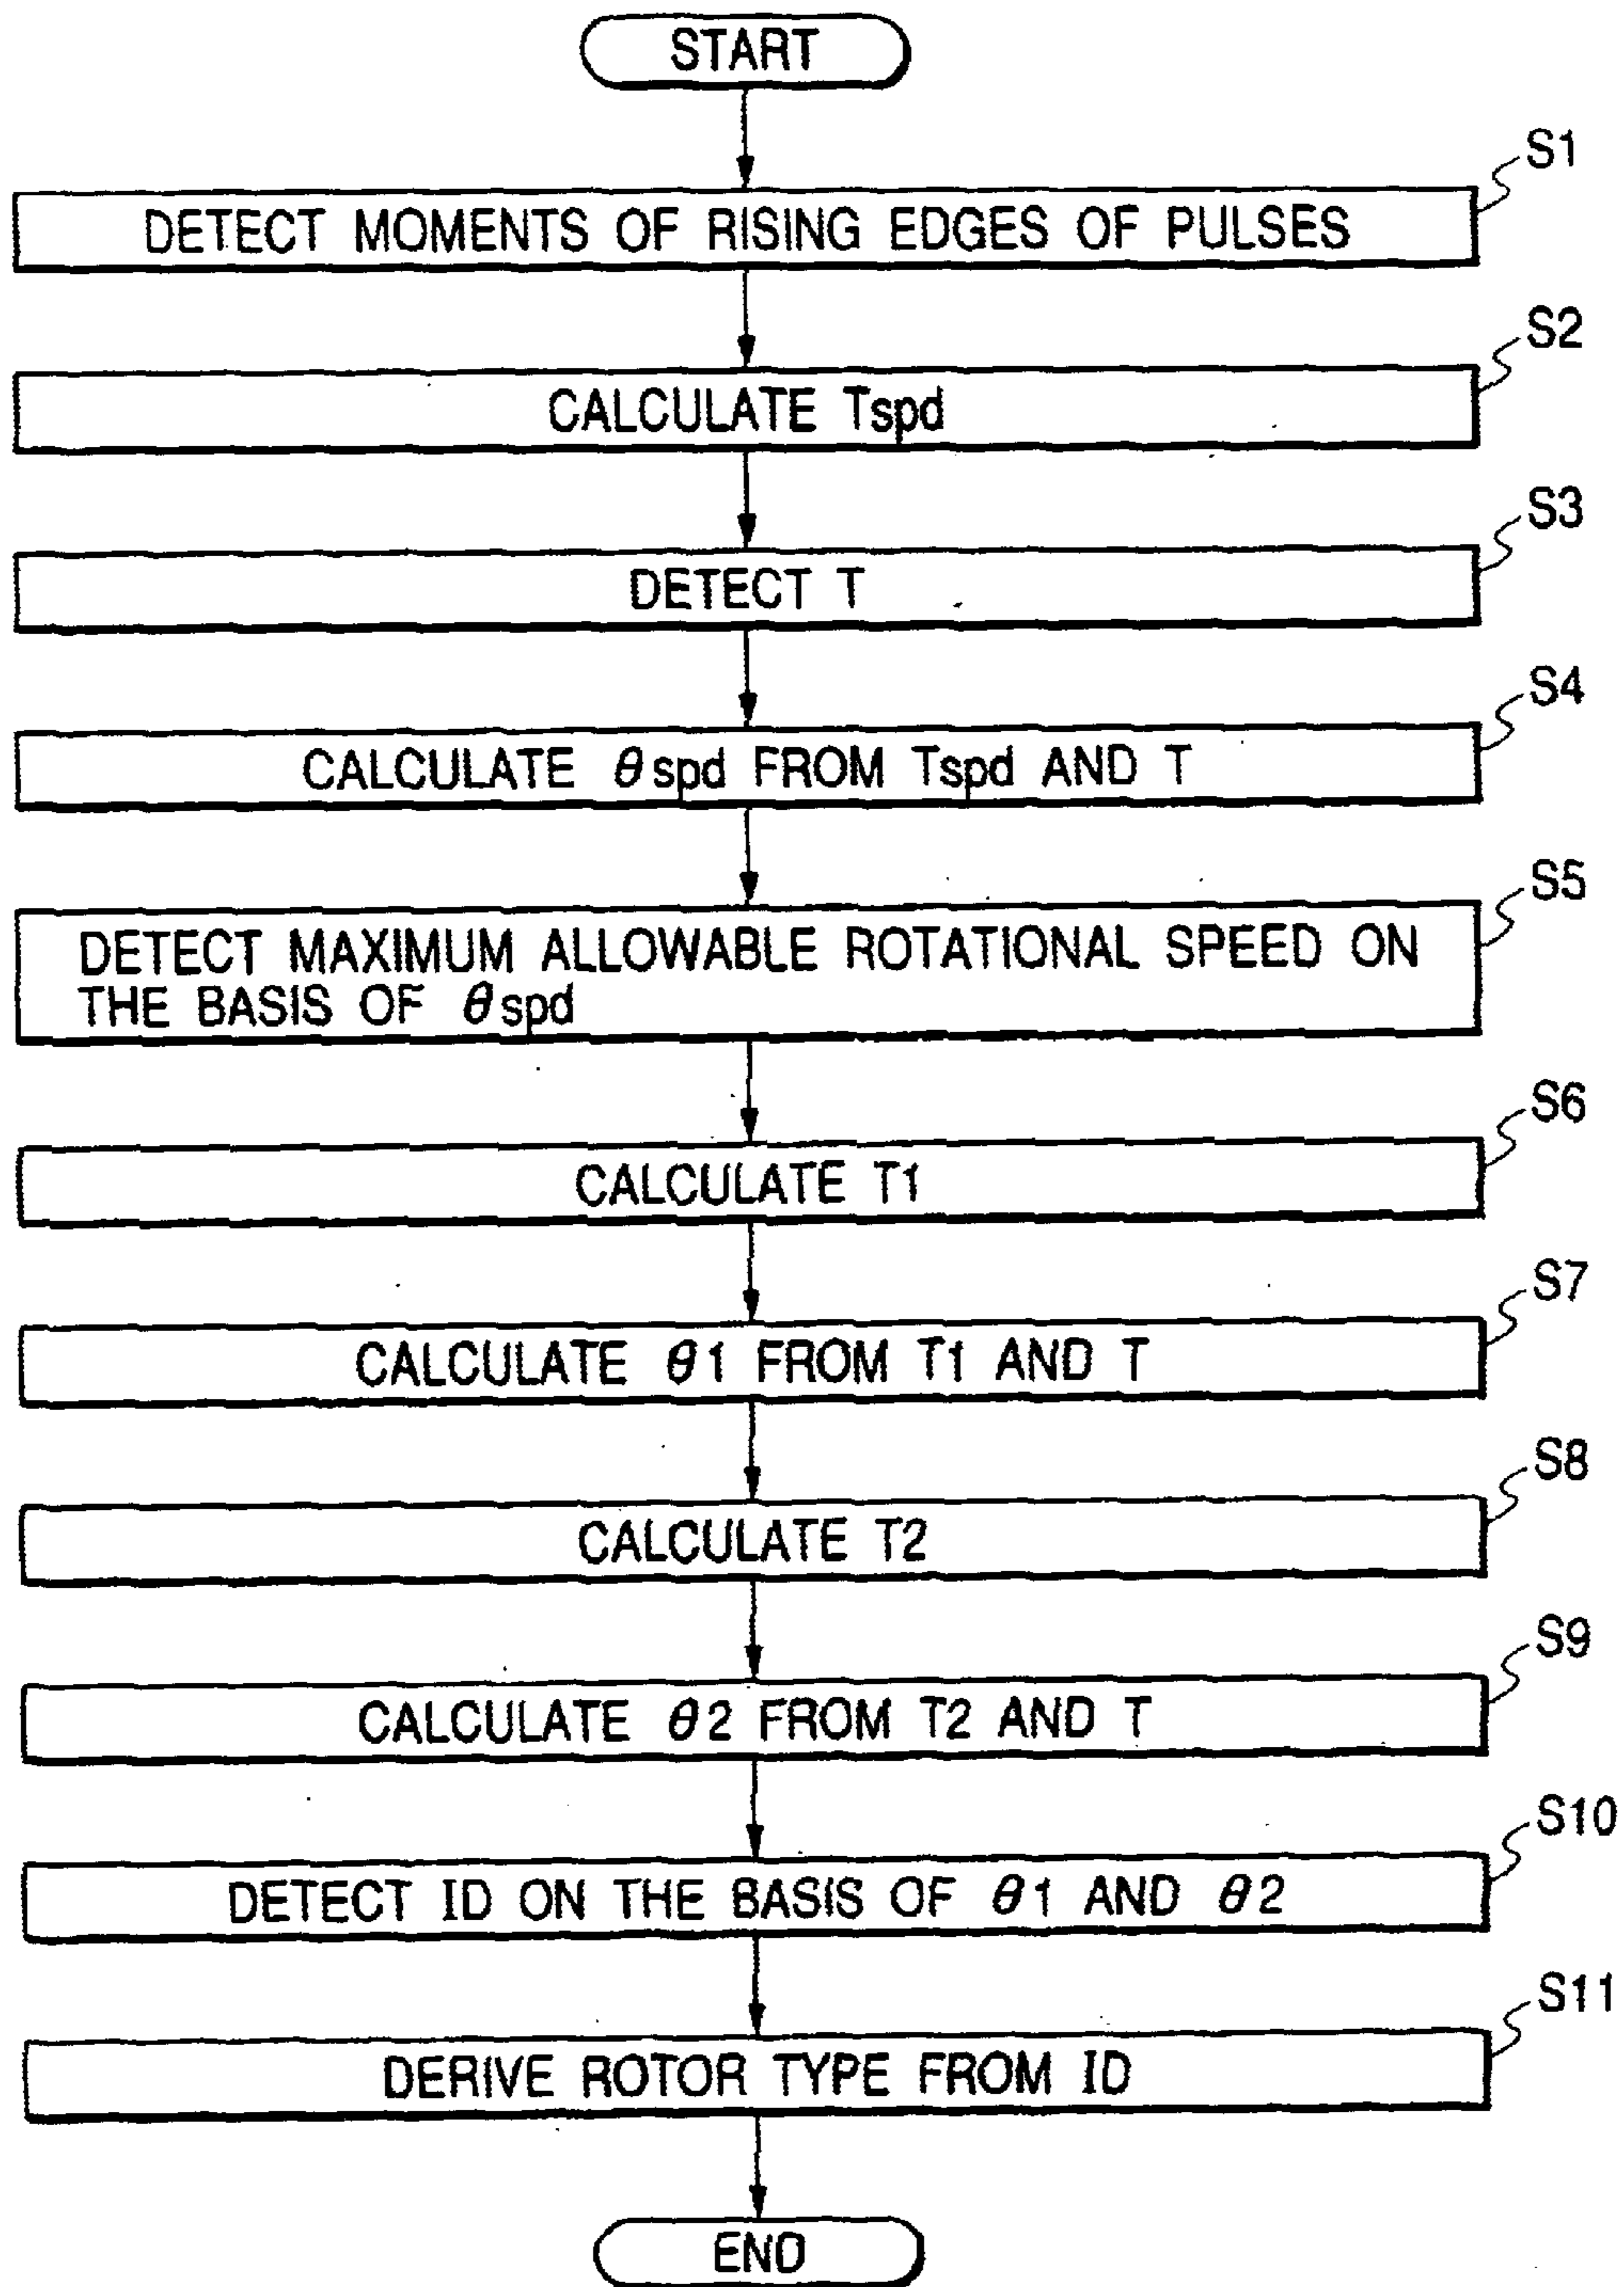 START
S1
DETECT MOMENTS OF RISING EDGES OF PULSES
S2
CALCULATE Tspd
S3
DETECT T
S4
CALCULATE θspd FROM Tspd AND T
S5
DETECT MAXIMUM ALLOWABLE ROTATIONAL SPEED ON
THE BASIS OF θspd
S6
CALCULATE T1
S7
CALCULATE θ1 FROM T1 AND T
S8
CALCULATE T2
S9
CALCULATE θ2 FROM T2 AND T
S10
DETECT ID ON THE BASIS OF θ1 AND θ2
S11
DERIVE ROTOR TYPE FROM ID
END